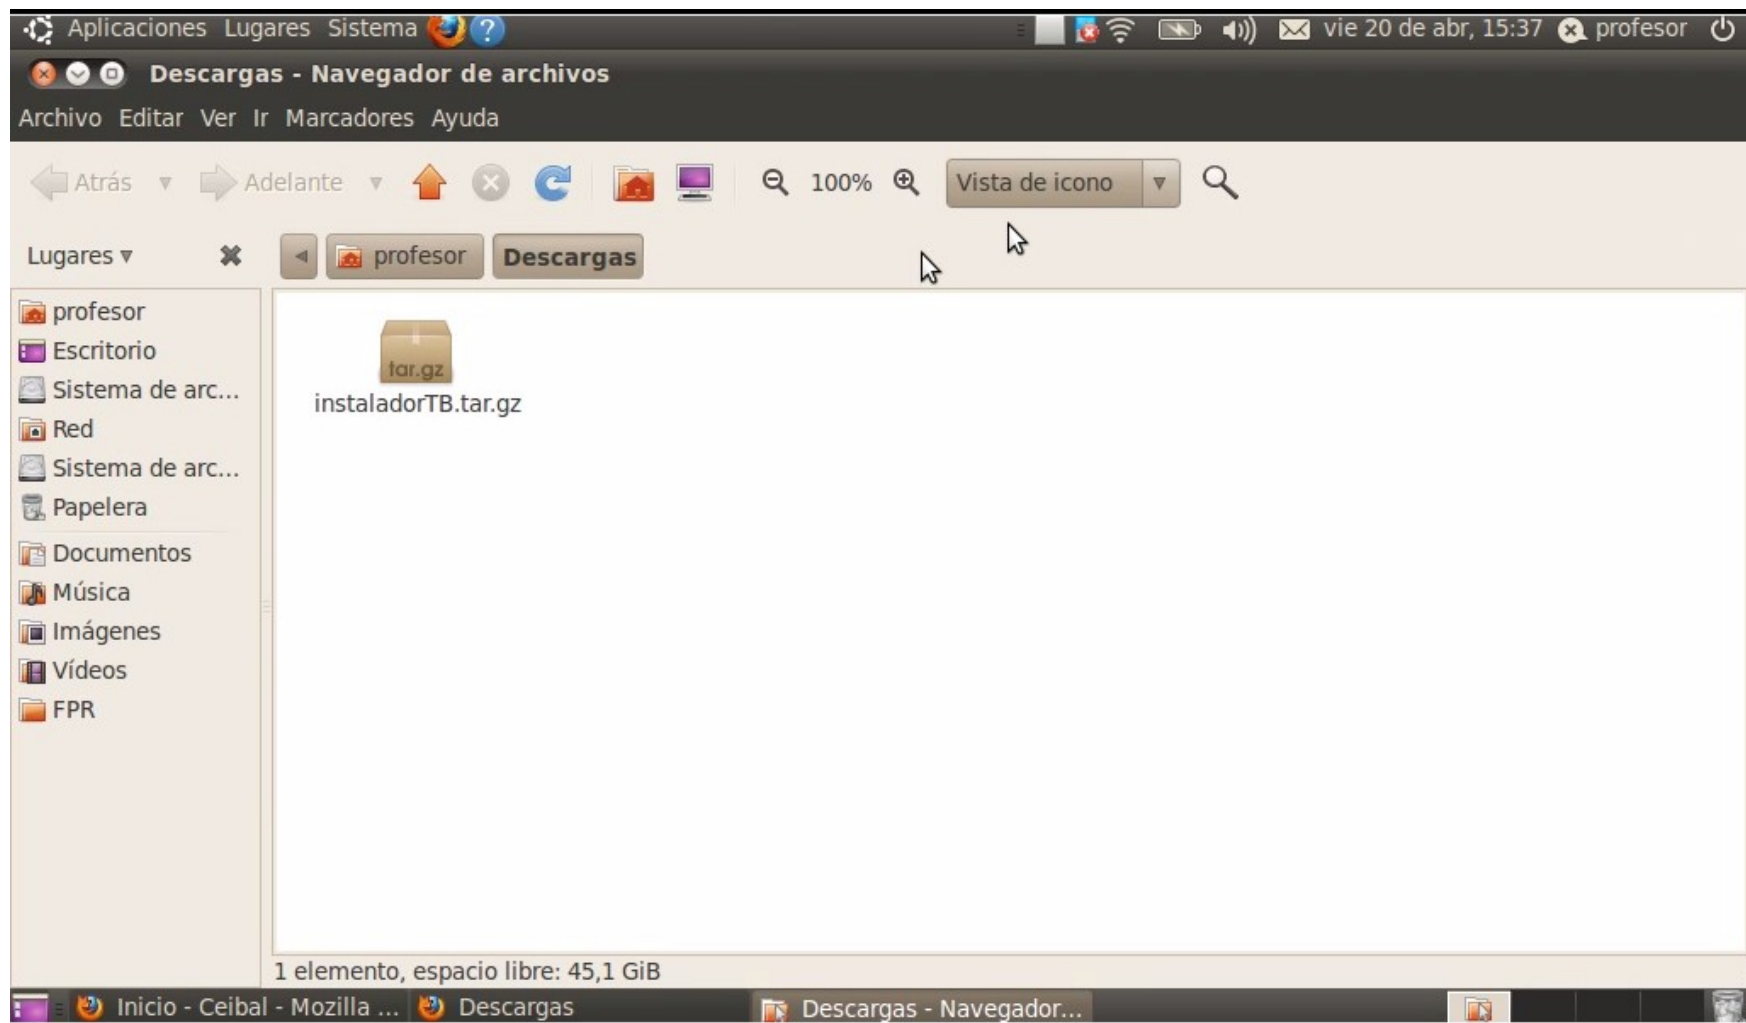 Aplicaciones Lugares Sistema ? vie 20 de abr, 15:37 profesor
Descargas - Navegador de archivos
Archivo Editar Ver Ir Marcadores Ayuda
Atrás Adelante 100% Vista de icono
Lugares profesor Descargas
profesor
Escritorio
Sistema de arc...
Red
Sistema de arc...
Papelera
Documentos
Música
Imágenes
Vídeos
FPR
tar.gz
instaladorTB.tar.gz
1 elemento, espacio libre: 45,1 GiB
Inicio - Ceibal - Mozilla ... Descargas Descargas - Navegador...